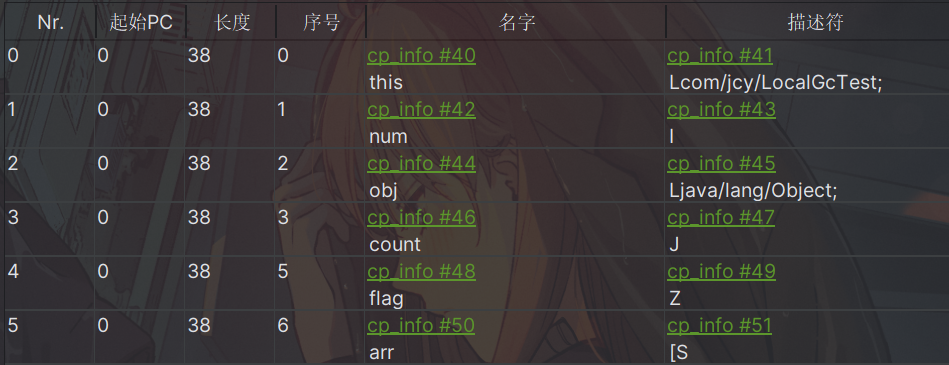 Nr. 起始PC 长度 序号 名字 描述符
0 0 38 0 cp_info #40 cp_info #41
this Lcom/jcy/LocalGcTest;
1 0 38 1 cp_info #42 cp_info #43
num I
2 0 38 2 cp_info #44 cp_info #45
obj Ljava/lang/Object;
3 0 38 3 cp_info #46 cp_info #47
count J
4 0 38 5 cp_info #48 cp_info #49
flag Z
5 0 38 6 cp_info #50 cp_info #51
arr [S